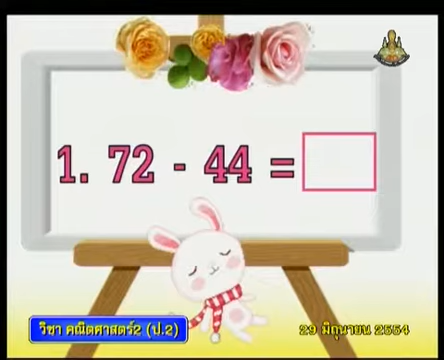 1. 72 - 44 =
วิชา คณิตศาสตร์2 (ป.2)
29 มิถุนายน 2554